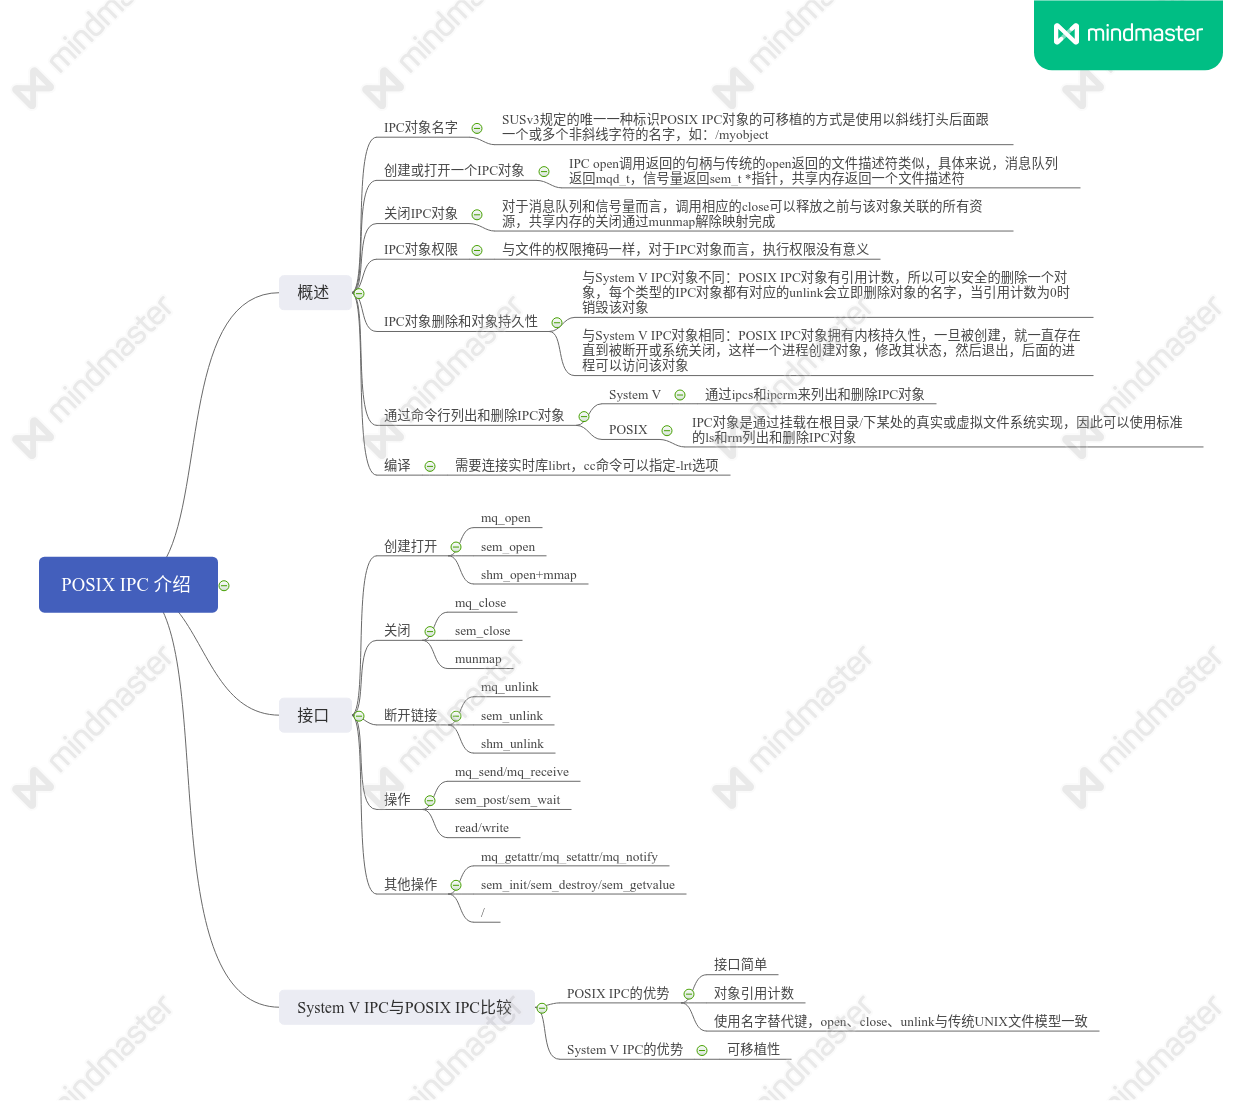 mindmaster
POSIX IPC 介绍
概述
IPC对象名字
SUSv3规定的唯一一种标识POSIX IPC对象的可移植的方式是使用以斜线打头后面跟
一个或多个非斜线字符的名字，如：/myobject
创建或打开一个IPC对象
IPC open调用返回的句柄与传统的open返回的文件描述符类似，具体来说，消息队列
返回mqd_t，信号量返回sem_t *指针，共享内存返回一个文件描述符
关闭IPC对象
对于消息队列和信号量而言，调用相应的close可以释放之前与该对象关联的所有资
源，共享内存的关闭通过munmap解除映射完成
IPC对象权限
与文件的权限掩码一样，对于IPC对象而言，执行权限没有意义
IPC对象删除和对象持久性
与System V IPC对象不同：POSIX IPC对象有引用计数，所以可以安全的删除一个对
象，每个类型的IPC对象都有对应的unlink会立即删除对象的名字，当引用计数为0时
销毁该对象
与System V IPC对象相同：POSIX IPC对象拥有内核持久性，一旦被创建，就一直存在
直到被断开或系统关闭，这样一个进程创建对象，修改其状态，然后退出，后面的进
程可以访问该对象
通过命令行列出和删除IPC对象
System V
通过ipcs和ipcrm来列出和删除IPC对象
POSIX
IPC对象是通过挂载在根目录/下某处的真实或虚拟文件系统实现，因此可以使用标准
的ls和rm列出和删除IPC对象
编译
需要连接实时库librt，cc命令可以指定-lrt选项
接口
创建打开
mq_open
sem_open
shm_open+mmap
关闭
mq_close
sem_close
munmap
断开链接
mq_unlink
sem_unlink
shm_unlink
操作
mq_send/mq_receive
sem_post/sem_wait
read/write
其他操作
mq_getattr/mq_setattr/mq_notify
sem_init/sem_destroy/sem_getvalue
/
System V IPC与POSIX IPC比较
POSIX IPC的优势
接口简单
对象引用计数
使用名字替代键，open、close、unlink与传统UNIX文件模型一致
System V IPC的优势
可移植性